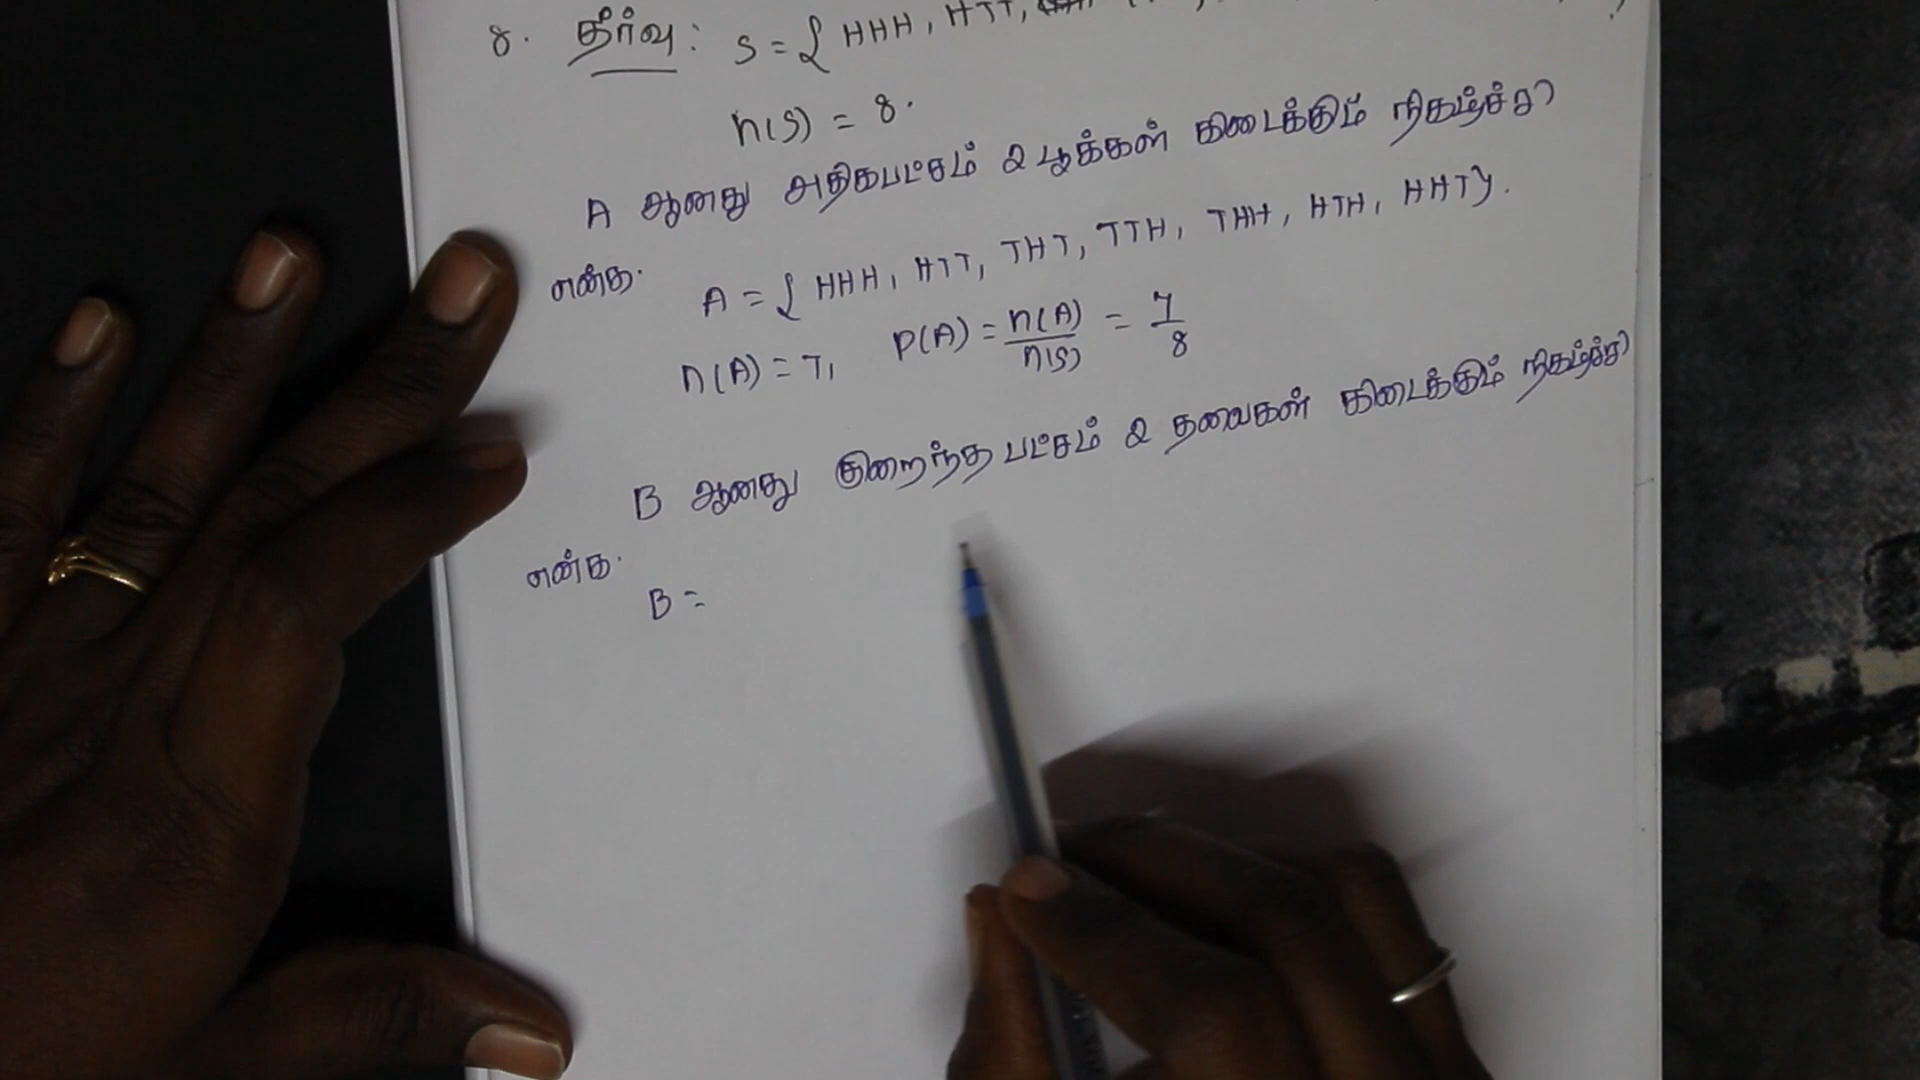 8. தீர்வு: S = { HHH, HTT,
n(S) = 8.
A ஆனது அதிகபட்சம் 2 பூக்கள் கிடைக்கும் நிகழ்ச்சி
என்க. A = { HHH, HTT, THT, TTH, THH, HTH, HHT}.
n(A) = 7, P(A) = n(A)/n(S) = 7/8
B ஆனது குறைந்த பட்சம் 2 தலைகள் கிடைக்கும் நிகழ்ச்சி
என்க.
B =